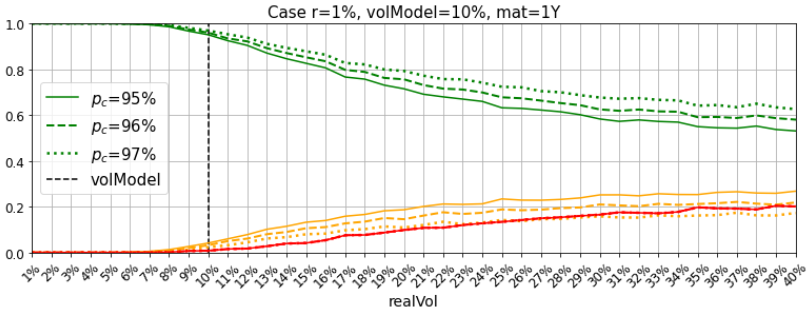 Case r=1%, volModel=10%, mat=1Y
1.0
0.8
0.6
0.4
0.2
0.0
p_c=95%
p_c=96%
p_c=97%
volModel
1% 2% 3% 4% 5% 6% 7% 8% 9% 10% 11% 12% 13% 14% 15% 16% 17% 18% 19% 20% 21% 22% 23% 24% 25% 26% 27% 28% 29% 30% 31% 32% 33% 34% 35% 36% 37% 38% 39% 40%
realVol